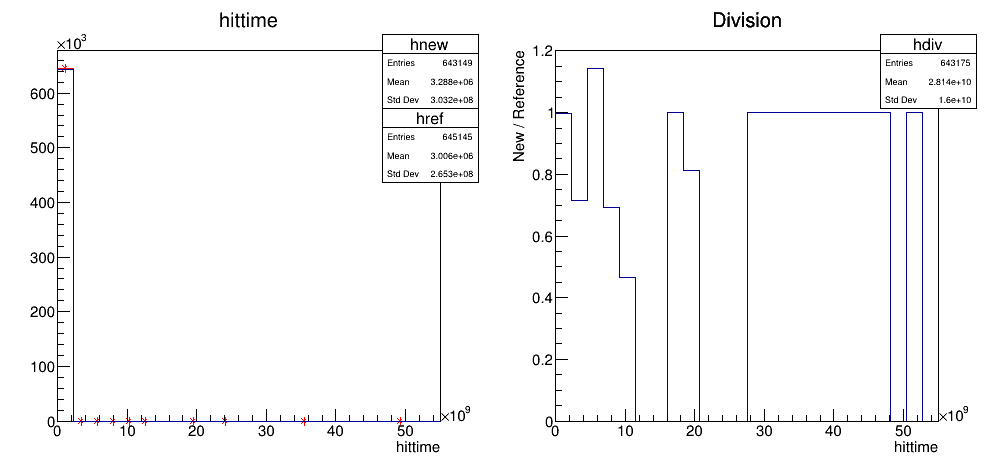 hittime
×10³
hnew
Entries 643149
Mean 3.288e+06
Std Dev 3.032e+08
href
Entries 645145
Mean 3.006e+06
Std Dev 2.653e+08
600
500
400
300
200
100
0
0 10 20 30 40 50
×10⁹
hittime
Division
hdiv
Entries 643175
Mean 2.814e+10
Std Dev 1.6e+10
New / Reference
1.2
1
0.8
0.6
0.4
0.2
0
0 10 20 30 40 50
×10⁹
hittime